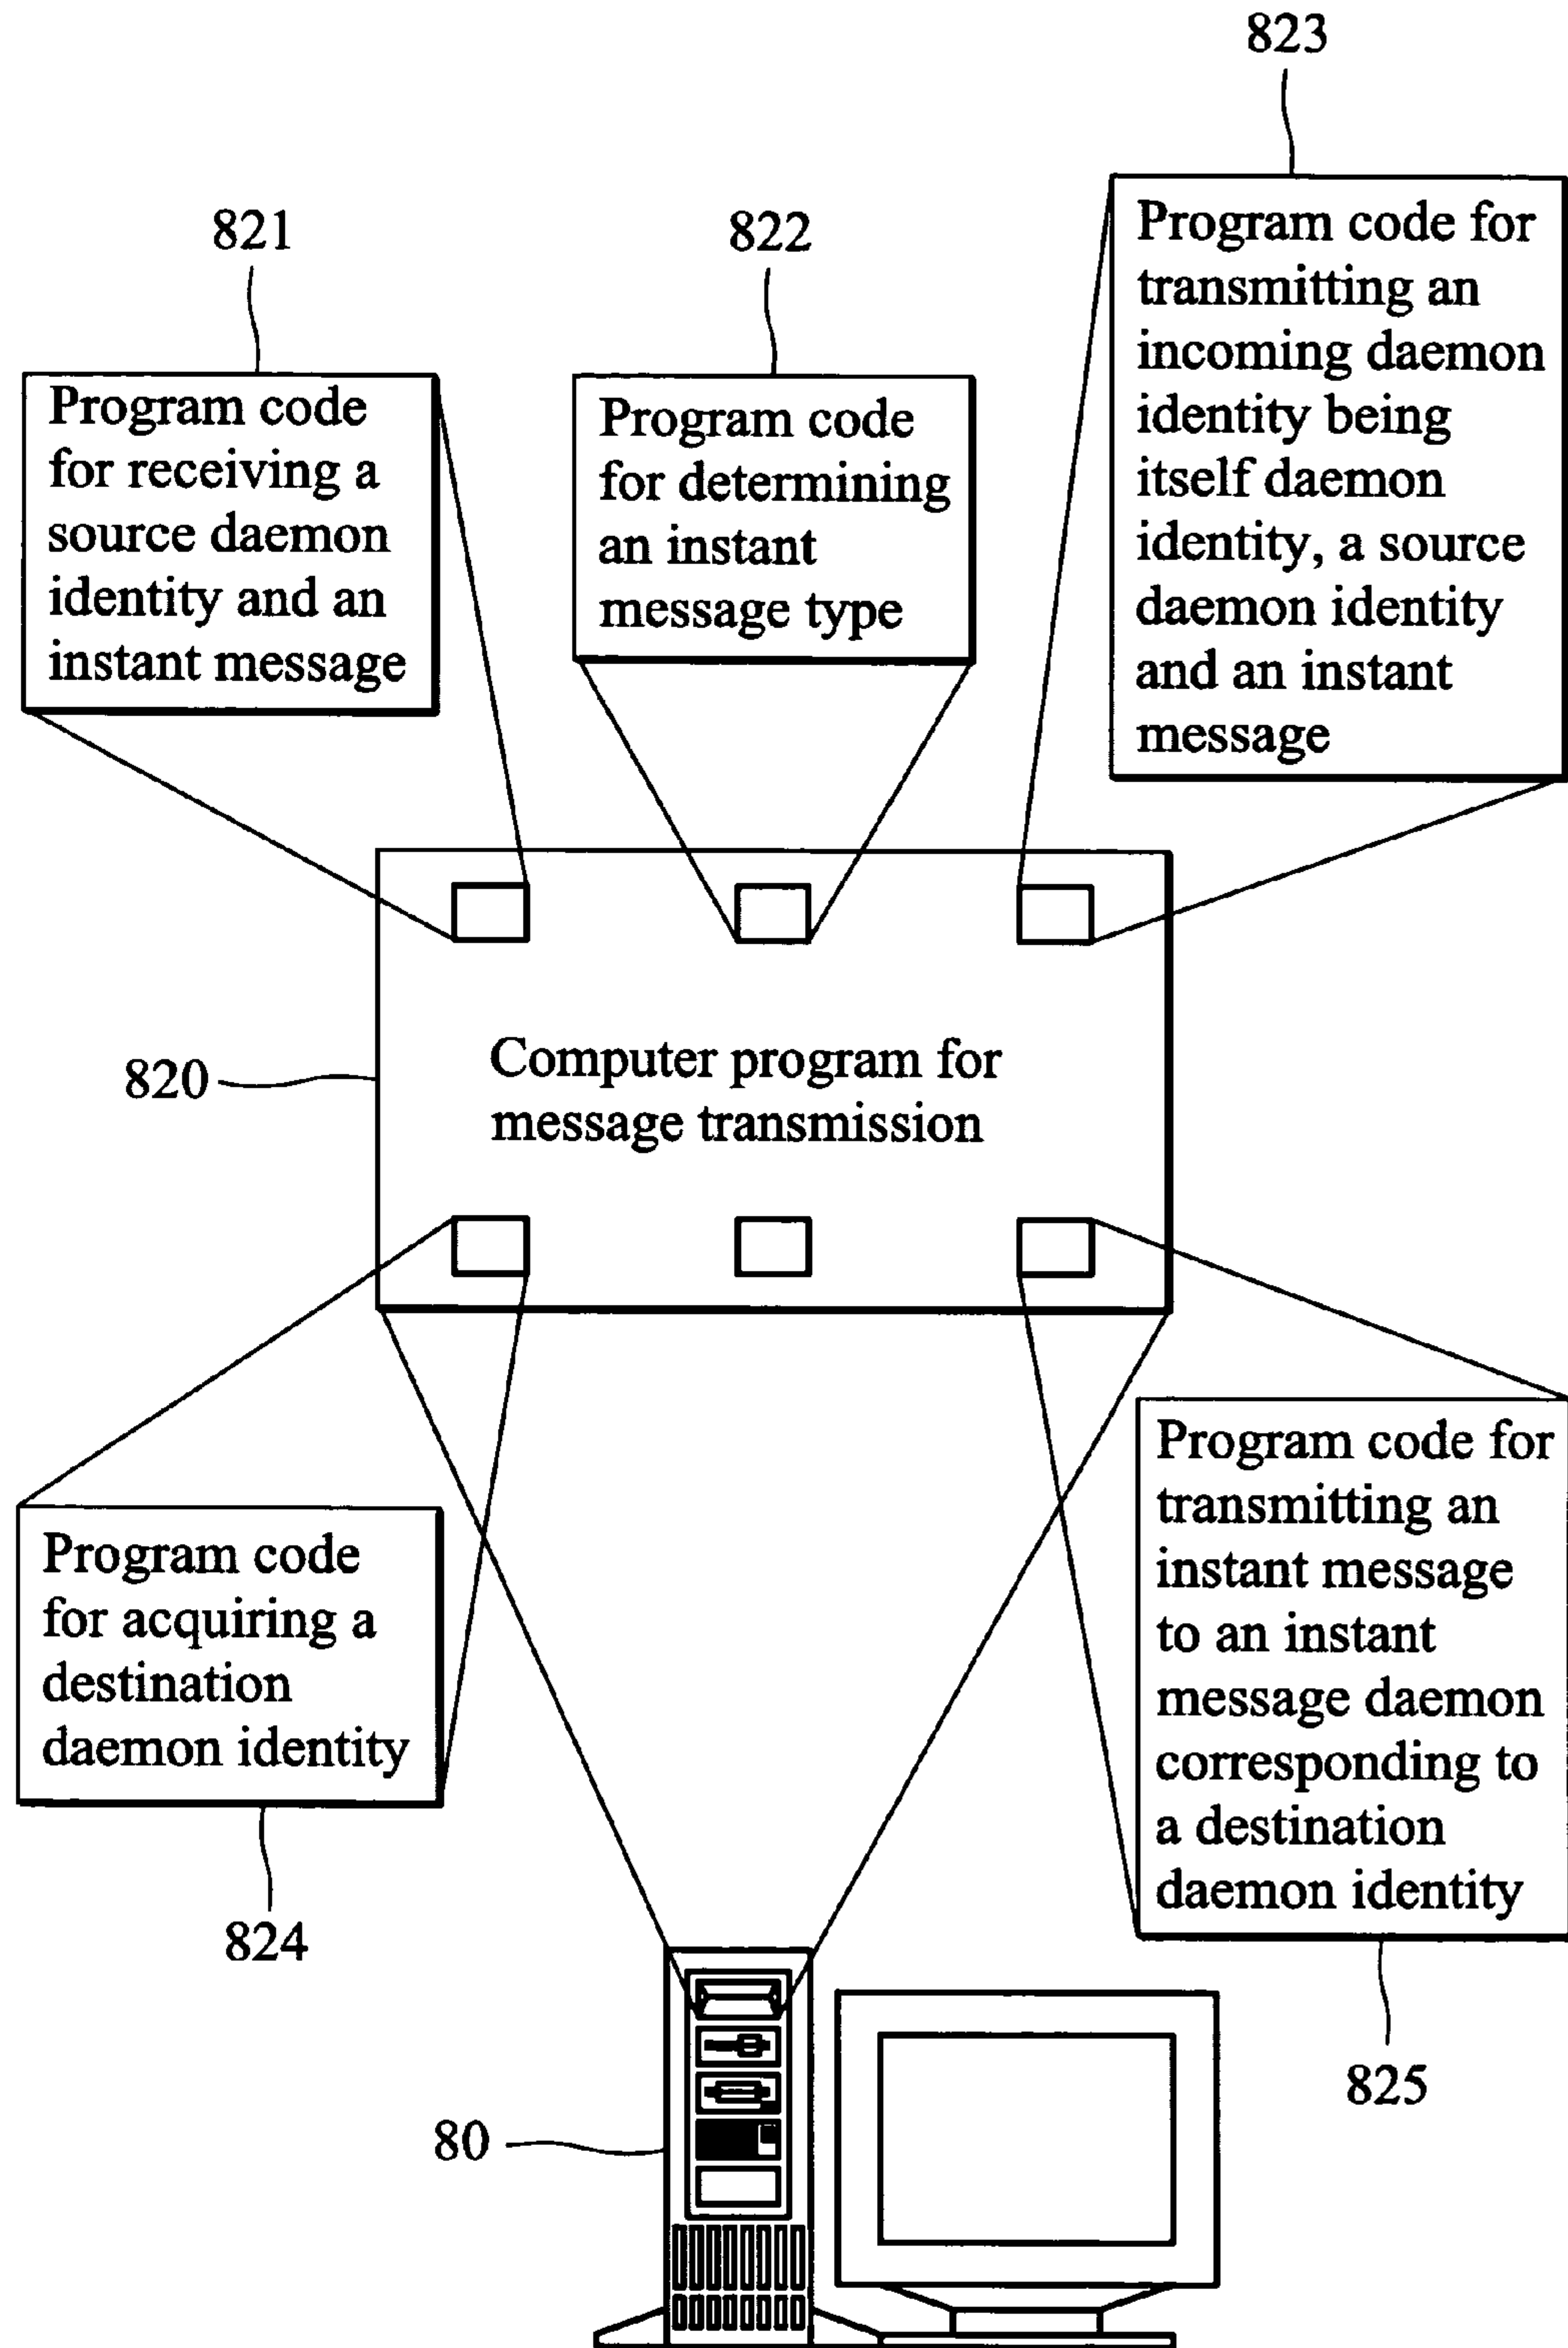 823
821
822
Program code for
transmitting an
incoming daemon
identity being
itself daemon
identity, a source
daemon identity
and an instant
message
Program code
for receiving a
source daemon
identity and an
instant message
Program code
for determining
an instant
message type
820
Computer program for
message transmission
Program code
for acquiring a
destination
daemon identity
824
Program code for
transmitting an
instant message
to an instant
message daemon
corresponding to
a destination
daemon identity
825
80